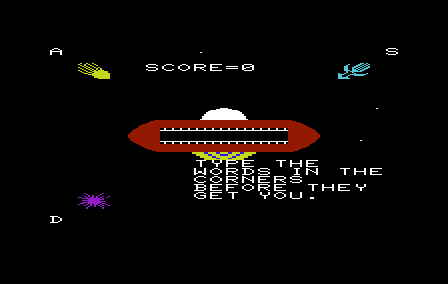 A S
SCORE=0
TYPE THE
WORDS IN THE
CORNERS
BEFORE THEY
GET YOU.
D